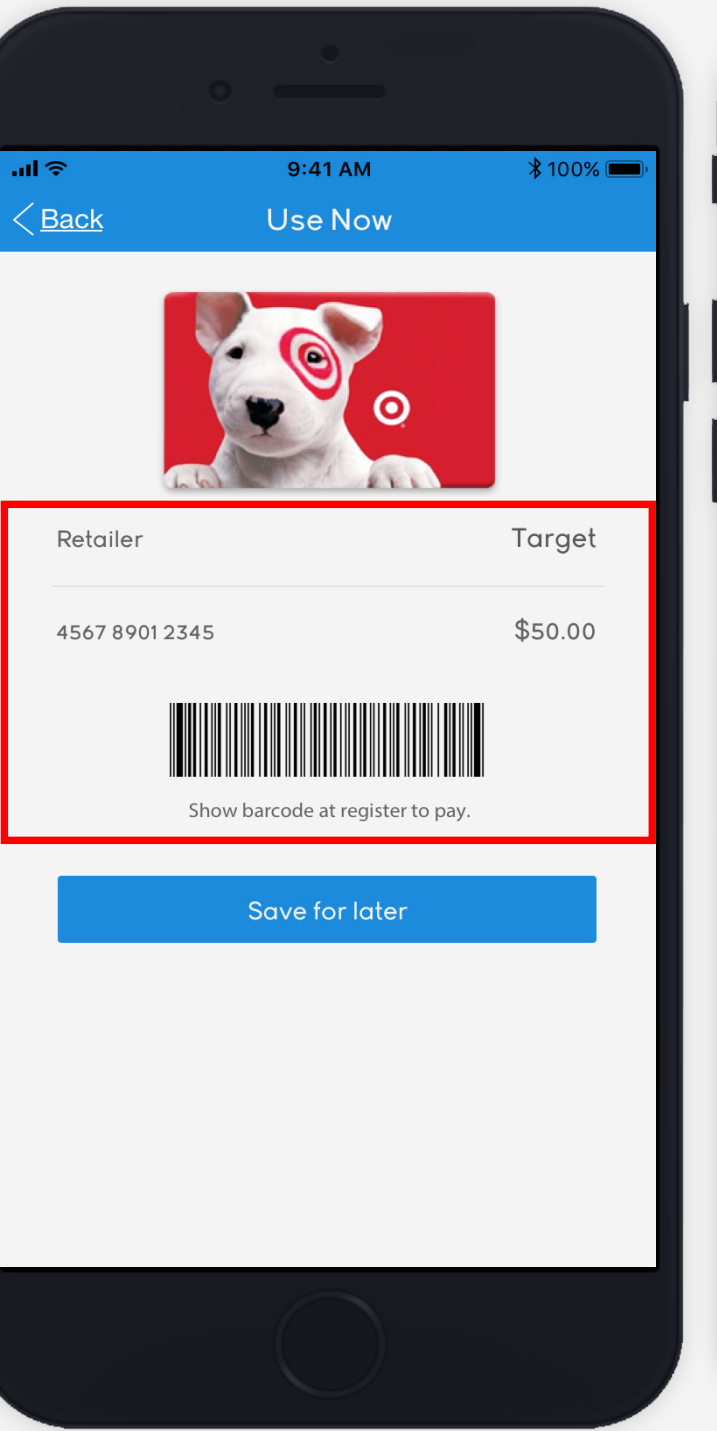 9:41 AM
100%
Back
Use Now
Retailer
Target
4567 8901 2345
$50.00
Show barcode at register to pay.
Save for later